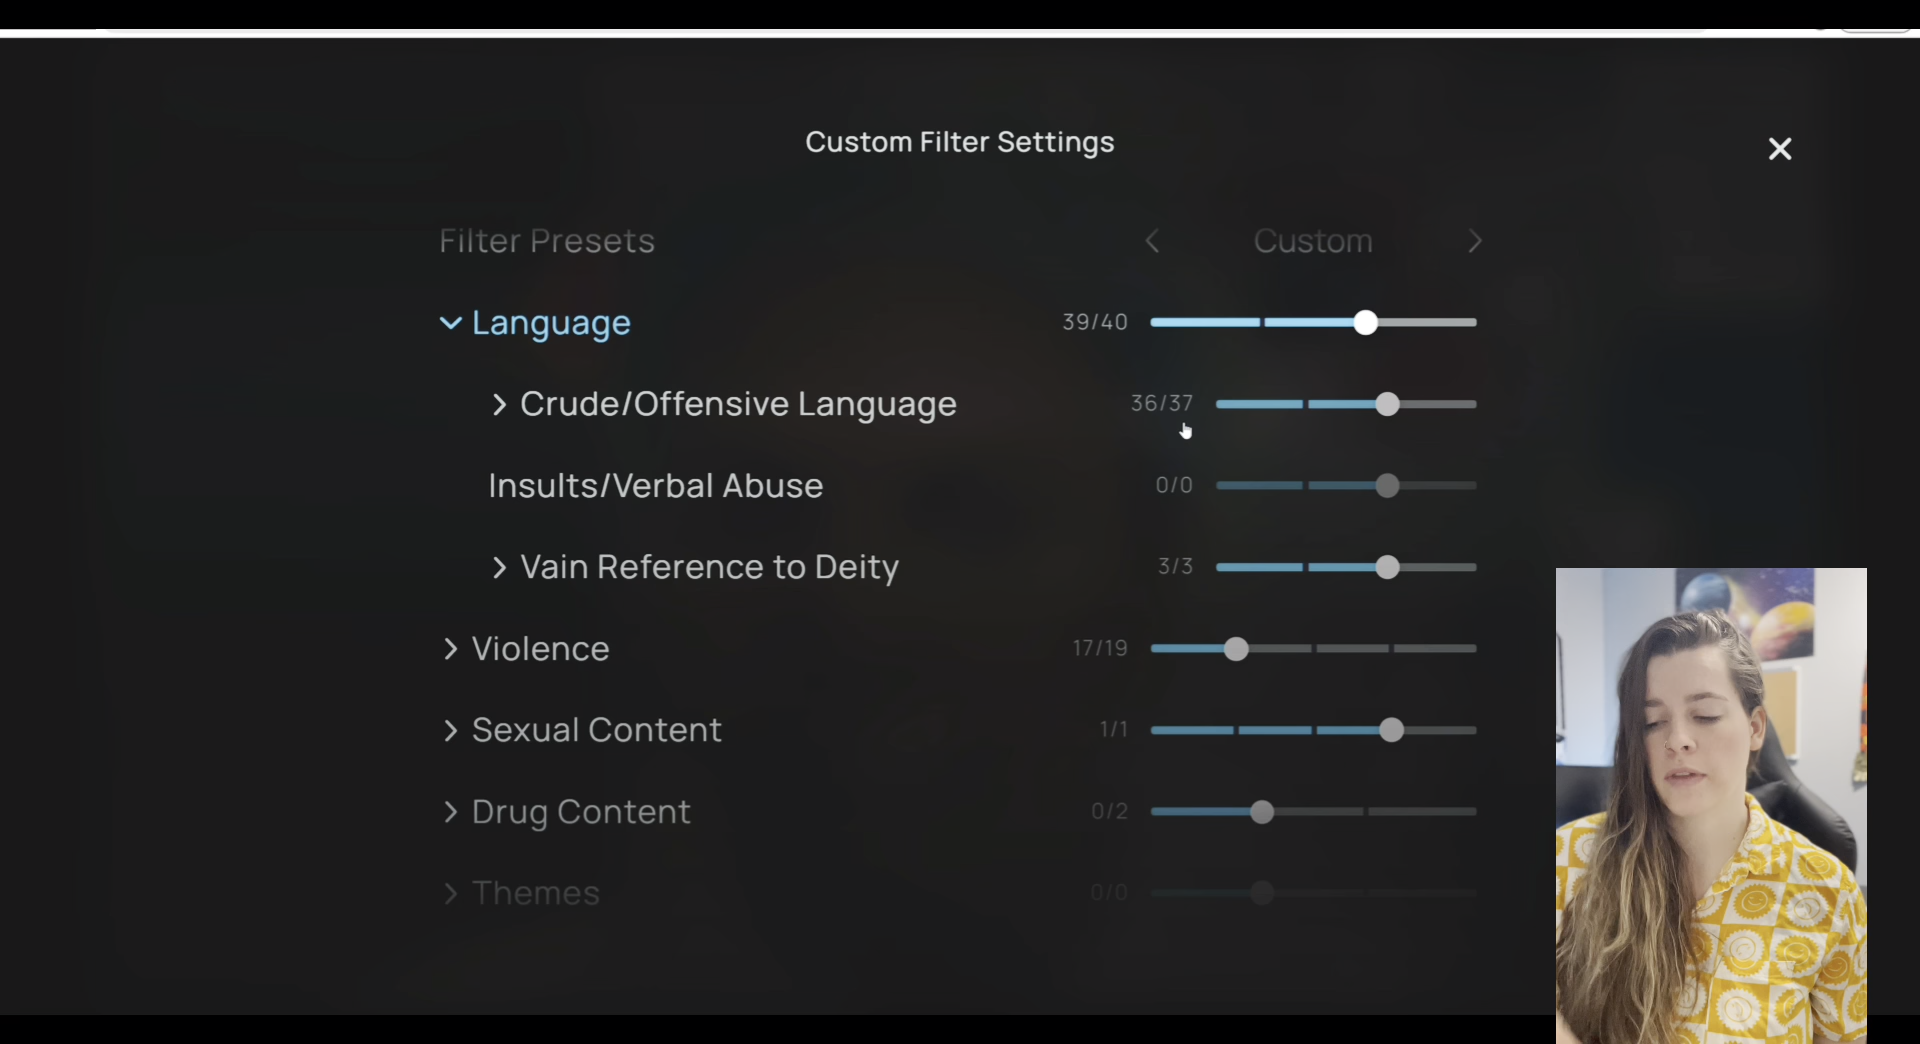 Custom Filter Settings
Filter Presets Custom
Language 39/40
Crude/Offensive Language 36/37
Insults/Verbal Abuse 0/0
Vain Reference to Deity 3/3
Violence 17/19
Sexual Content 1/1
Drug Content 0/2
Themes 0/0